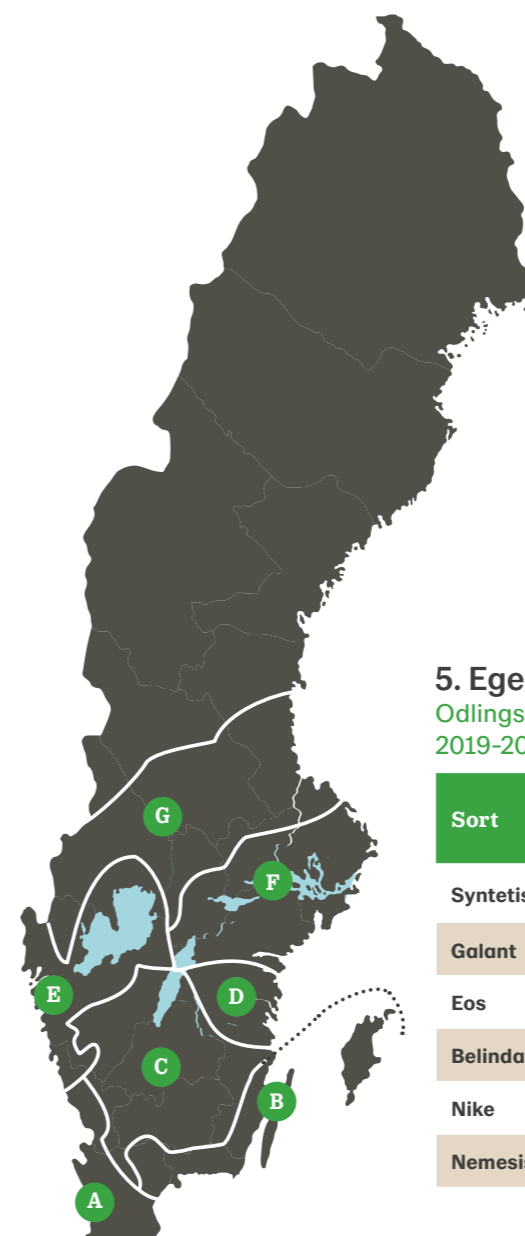 5. Ege
Odlings
2019-20
Sort
Syntetis
Galant
Eos
Belinda
Nike
Nemesis
G
F
E
D
C
B
A